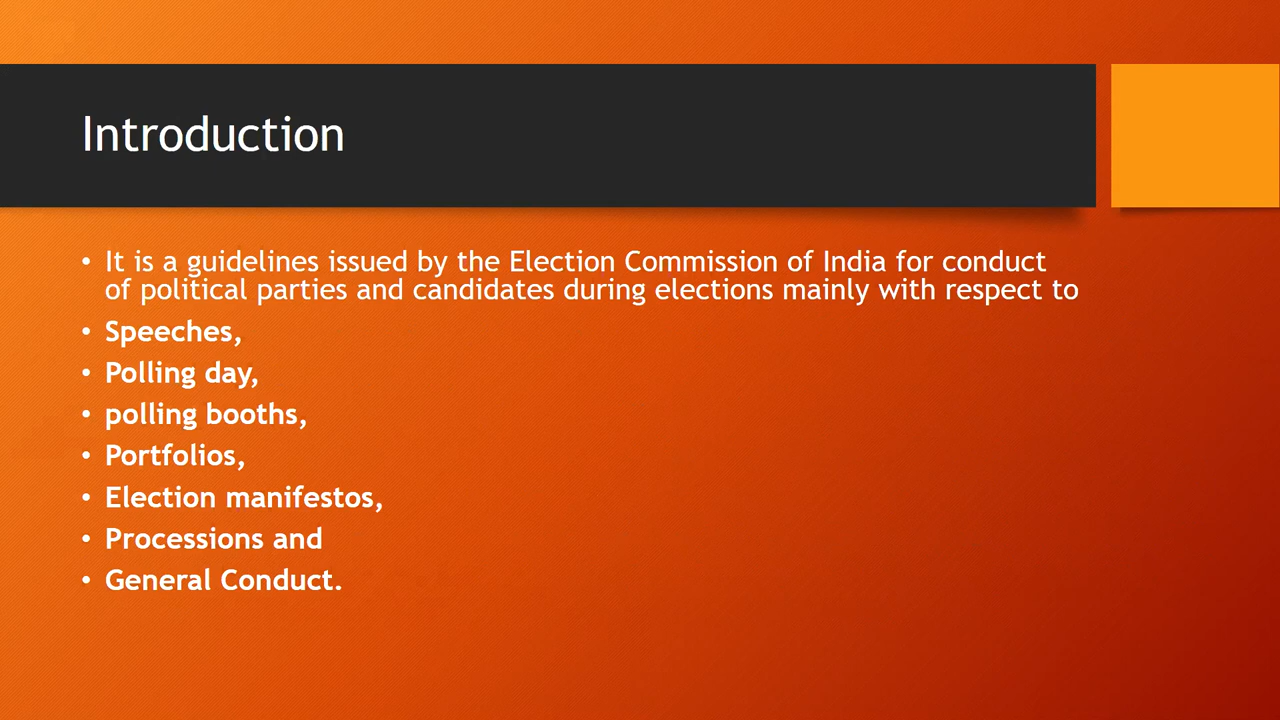 Introduction
• It is a guidelines issued by the Election Commission of India for conduct
of political parties and candidates during elections mainly with respect to
• Speeches,
• Polling day,
• polling booths,
• Portfolios,
• Election manifestos,
• Processions and
• General Conduct.